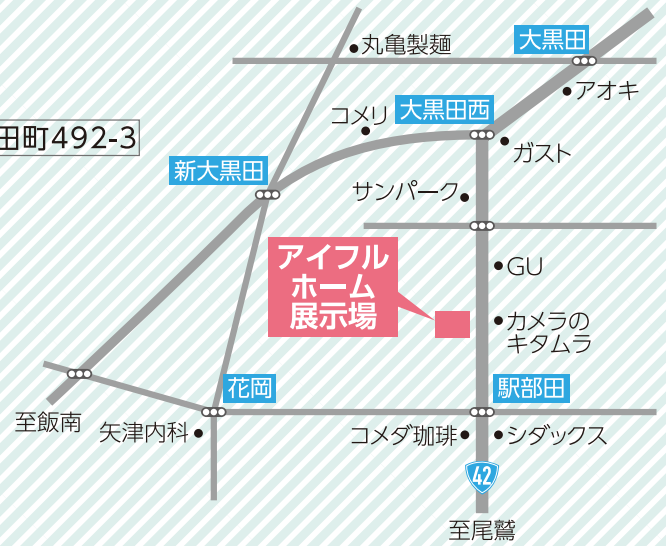 大黒田
丸亀製麺
アオキ
コメリ
大黒田西
田町492-3
ガスト
新大黒田
サンパーク
アイフル
ホーム
展示場
GU
カメラの
キタムラ
花岡
駅部田
至飯南
矢津内科
コメダ珈琲
シダックス
42
至尾鷲